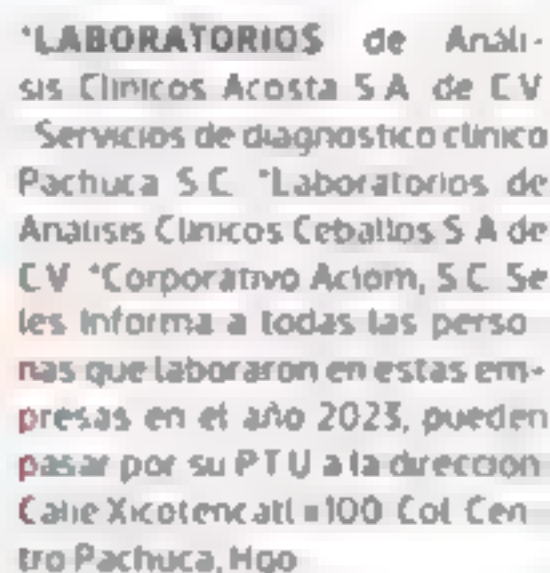 *LABORATORIOS de Análi-
sis Clínicos Acosta S A de C V
Servicios de diagnostico clinico
Pachuca S C *Laboratorios de
Analisis Clinicos Ceballos S A de
C V *Corporativo Aciom, S C Se
les informa a todas las perso
nas que laboraron en estas em-
presas en el año 2023, pueden
pasar por su P T U a la direccion
Calle Xicotencatl #100 Col Cen
tro Pachuca, Hgo